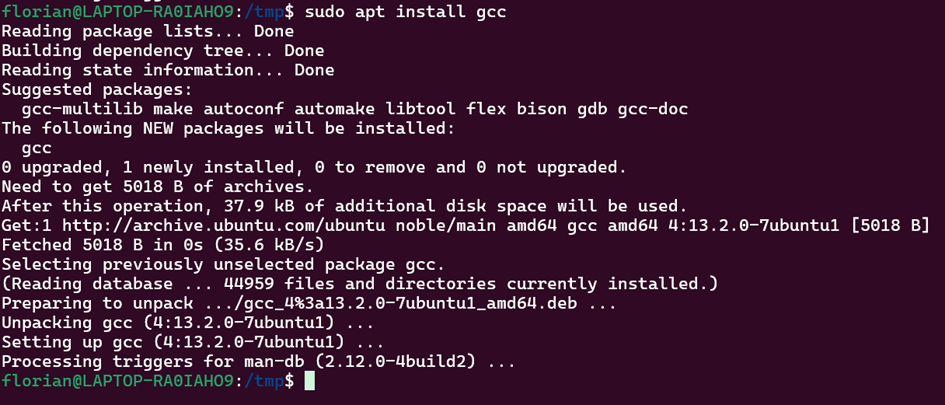 florian@LAPTOP-RA0IAHO9:/tmp$ sudo apt install gcc
Reading package lists... Done
Building dependency tree... Done
Reading state information... Done
Suggested packages:
  gcc-multilib make autoconf automake libtool flex bison gdb gcc-doc
The following NEW packages will be installed:
  gcc
0 upgraded, 1 newly installed, 0 to remove and 0 not upgraded.
Need to get 5018 B of archives.
After this operation, 37.9 kB of additional disk space will be used.
Get:1 http://archive.ubuntu.com/ubuntu noble/main amd64 gcc amd64 4:13.2.0-7ubuntu1 [5018 B]
Fetched 5018 B in 0s (35.6 kB/s)
Selecting previously unselected package gcc.
(Reading database ... 44959 files and directories currently installed.)
Preparing to unpack .../gcc_4%3a13.2.0-7ubuntu1_amd64.deb ...
Unpacking gcc (4:13.2.0-7ubuntu1) ...
Setting up gcc (4:13.2.0-7ubuntu1) ...
Processing triggers for man-db (2.12.0-4build2) ...
florian@LAPTOP-RA0IAHO9:/tmp$